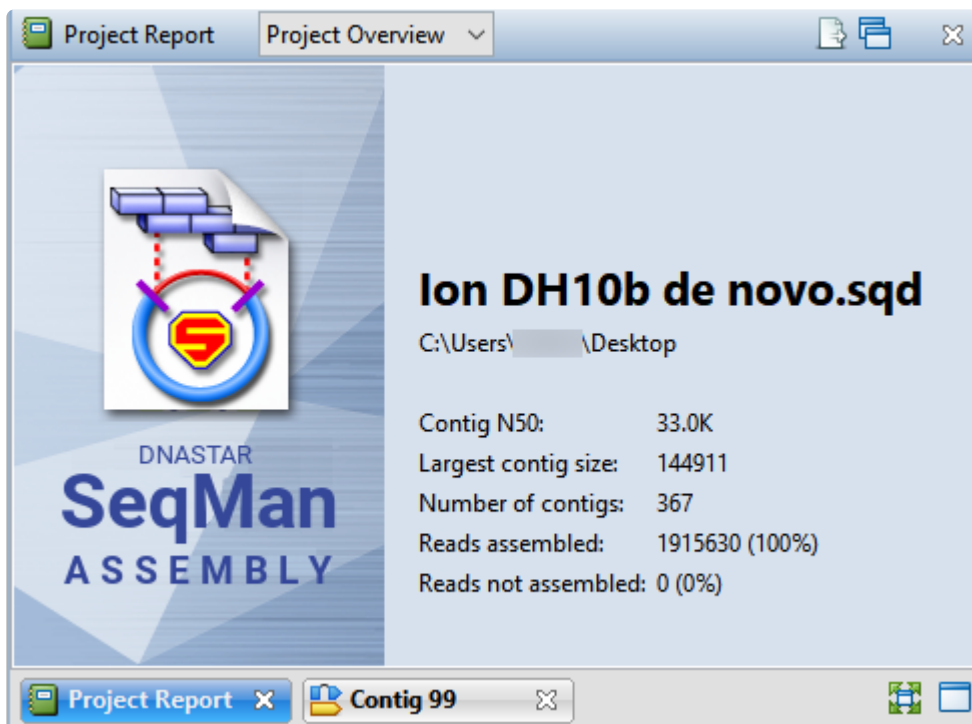 Project Report
Project Overview
DNASTAR
SeqMan
ASSEMBLY
Ion DH10b de novo.sqd
C:\Users\ \Desktop
Contig N50: 33.0K
Largest contig size: 144911
Number of contigs: 367
Reads assembled: 1915630 (100%)
Reads not assembled: 0 (0%)
Project Report
Contig 99